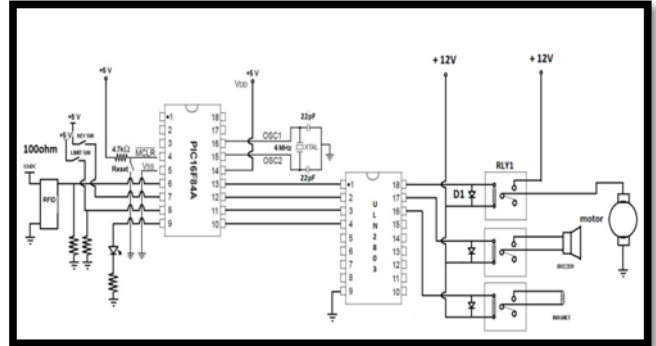 + 12V
+ 12V
+5 V
+5 V
VDD
+5 V
+5 V
KEY SW
LIMIT SW
100ohm
RFID
4.7kΩ
MCLR
Reset
VSS
PIC16F84A
1
2
3
4
5
6
7
8
9
18
17
16
15
14
13
12
11
10
OSC1
OSC2
22pF
4 MHz
XTAL
22pF
ULN2803
1
2
3
4
5
6
7
8
9
18
17
16
15
14
13
12
11
10
RLY1
D1
motor
BUZZER